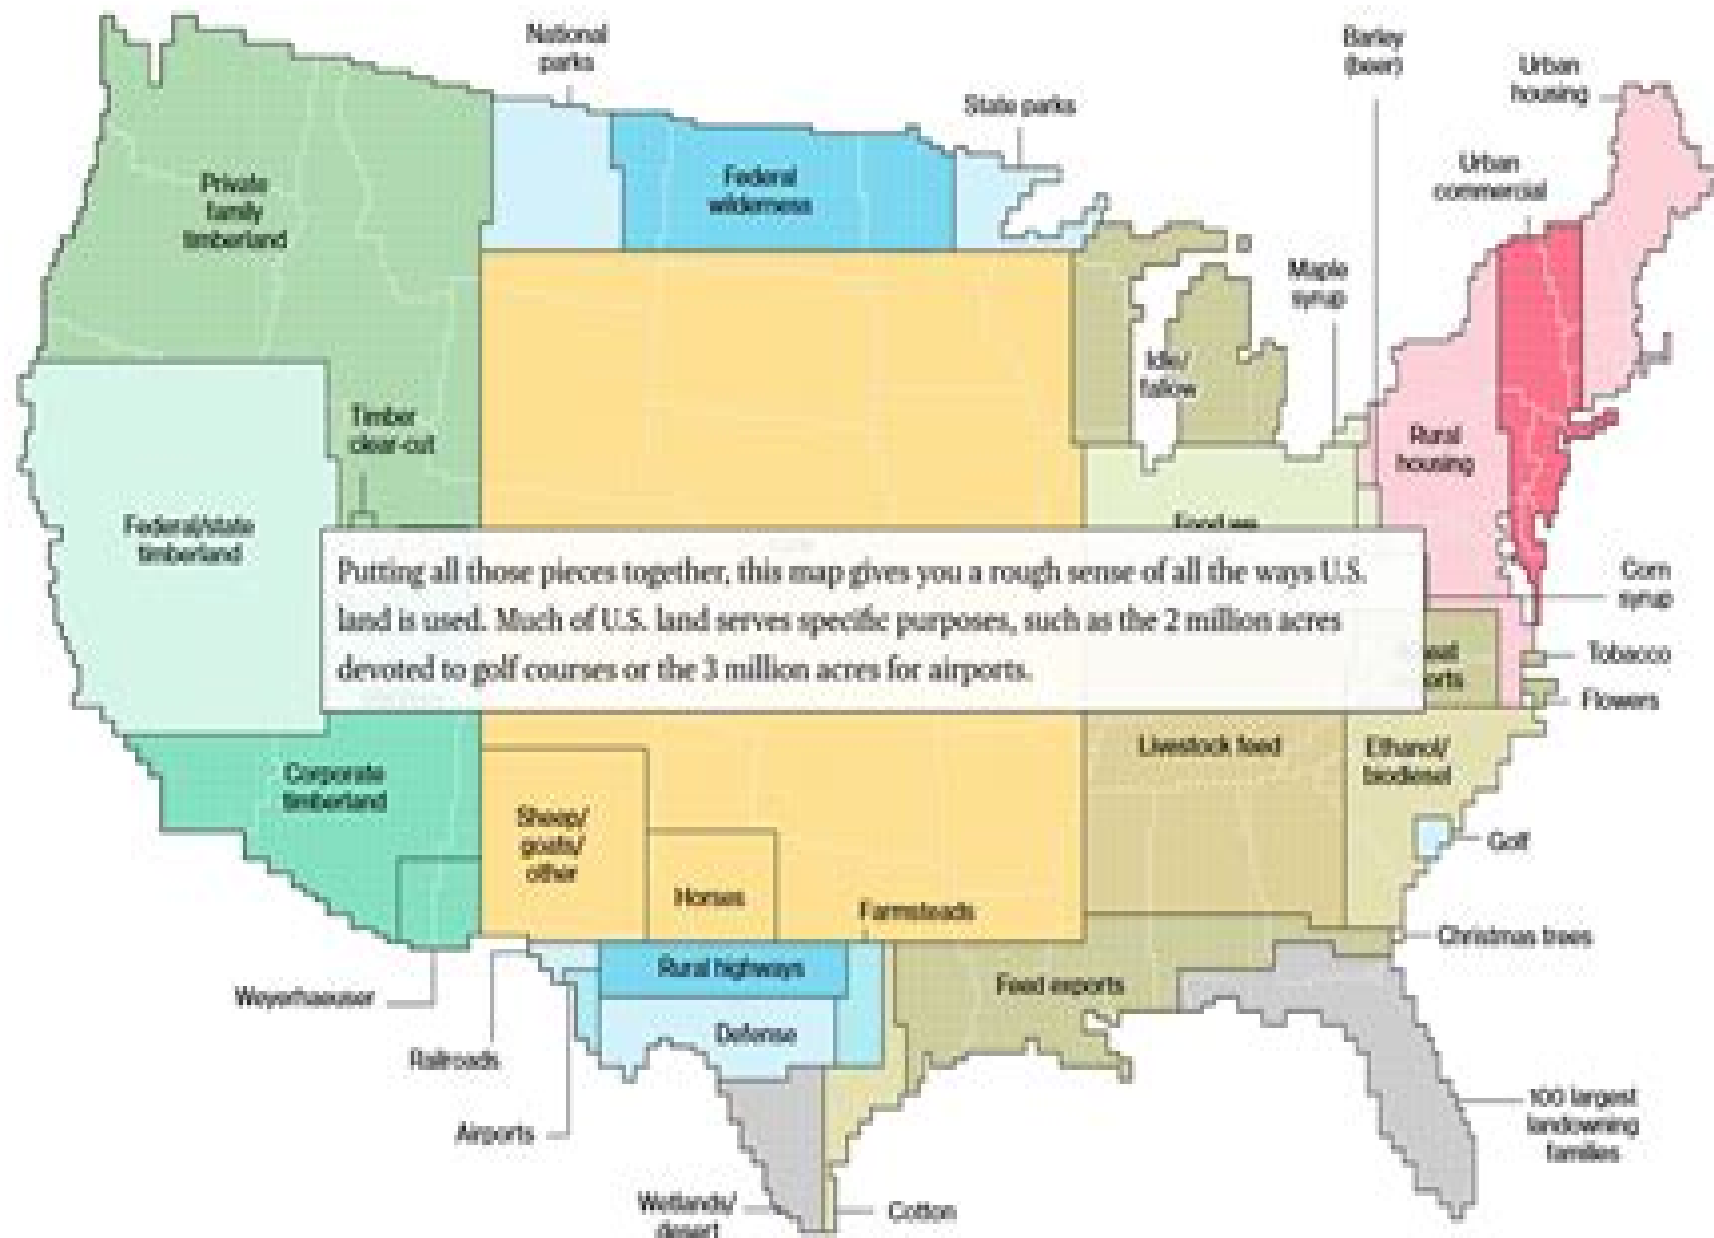 National
parks
Barley
(beer)
Urban
housing
State parks
Urban
commercial
Private
family
timberland
Federal
wilderness
Maple
syrup
Idle/
fallow
Timber
clear-cut
Rural
housing
Federal/state
timberland
Food we
Putting all those pieces together, this map gives you a rough sense of all the ways U.S.
land is used. Much of U.S. land serves specific purposes, such as the 2 million acres
devoted to golf courses or the 3 million acres for airports.
Corn
syrup
Tobacco
Flowers
Livestock feed
Ethanol/
biodiesel
Corporate
timberland
Sheep/
goats/
other
Golf
Horses
Farmsteads
Christmas trees
Rural highways
Feed exports
Weyerhaeuser
Defense
Railroads
100 largest
landowning
families
Airports
Wetlands/
desert
Cotton